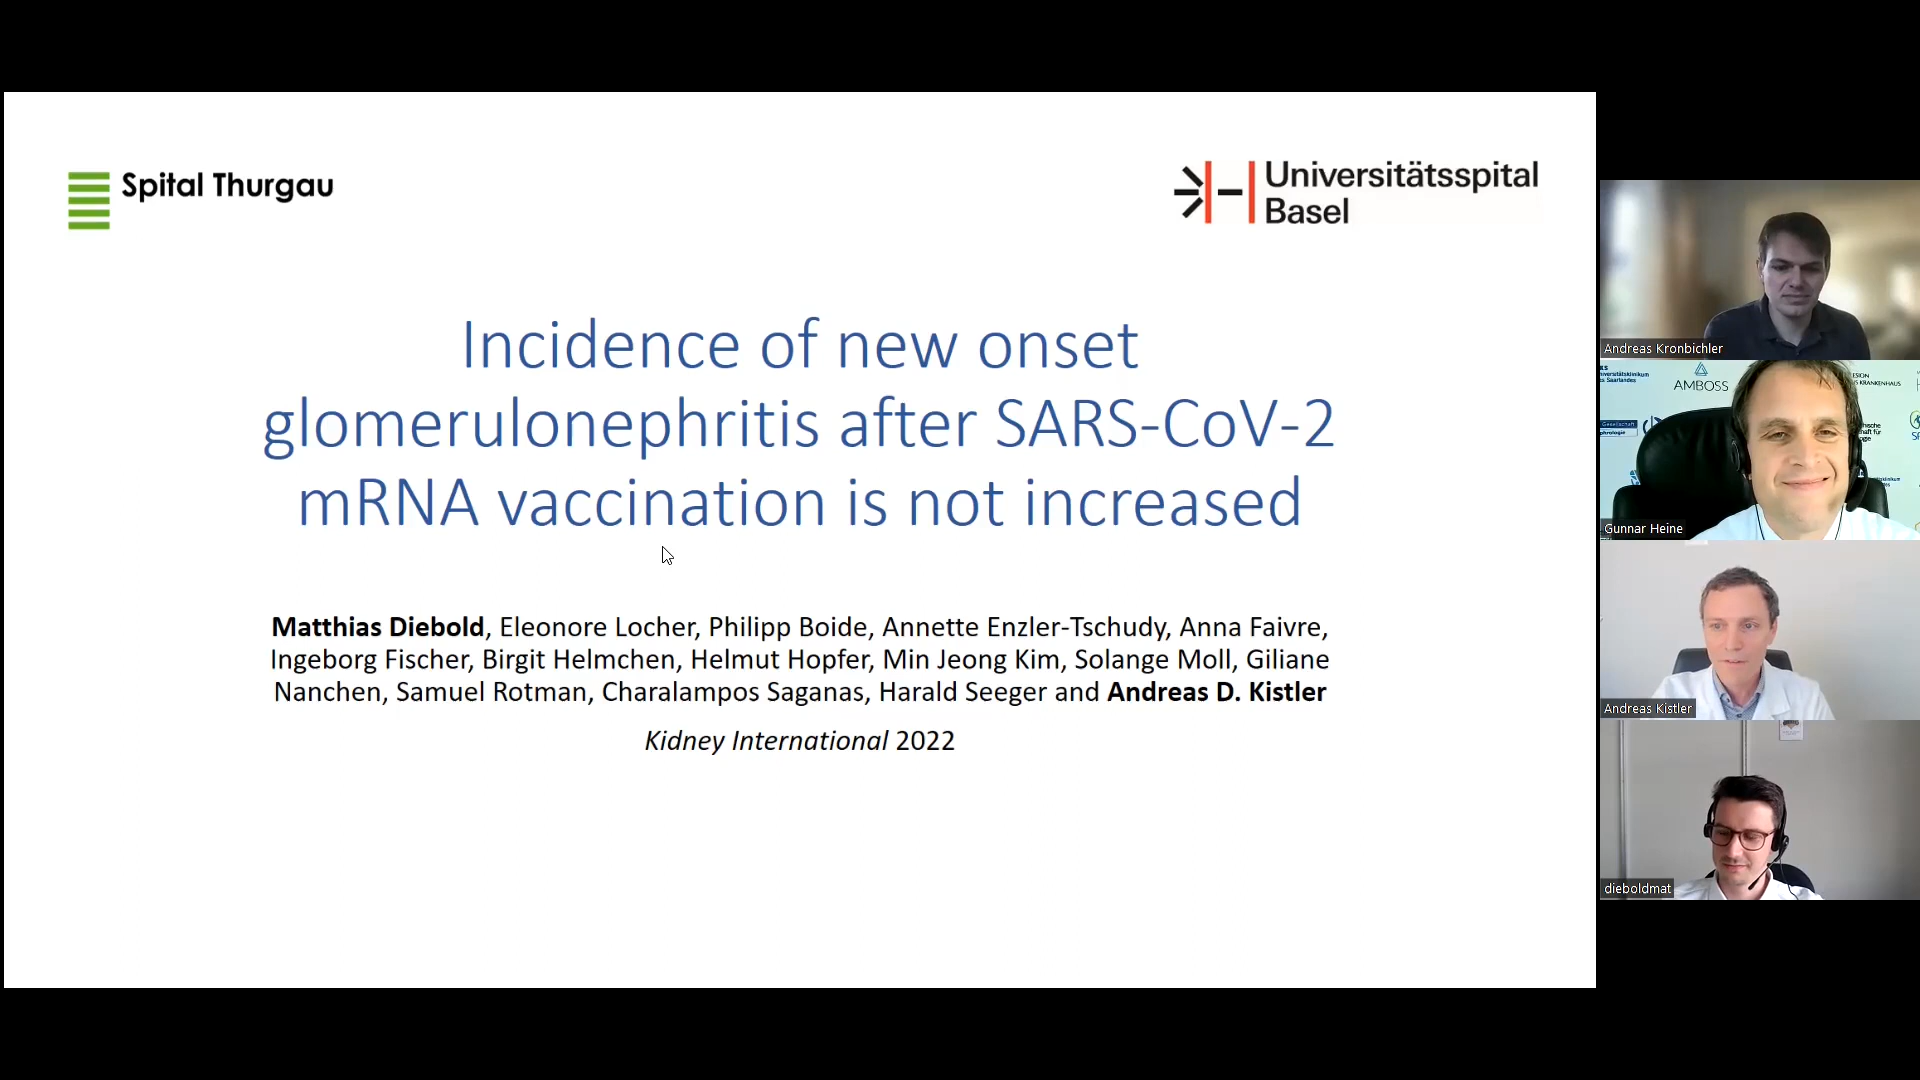 Spital Thurgau
Universitätsspital
Basel
Incidence of new onset
glomerulonephritis after SARS-CoV-2
mRNA vaccination is not increased
Matthias Diebold, Eleonore Locher, Philipp Boide, Annette Enzler-Tschudy, Anna Faivre,
Ingeborg Fischer, Birgit Helmchen, Helmut Hopfer, Min Jeong Kim, Solange Moll, Giliane
Nanchen, Samuel Rotman, Charalampos Saganas, Harald Seeger and Andreas D. Kistler
Kidney International 2022
Andreas Kronbichler
AMBOSS
Gunnar Heine
Andreas Kistler
dieboldmat